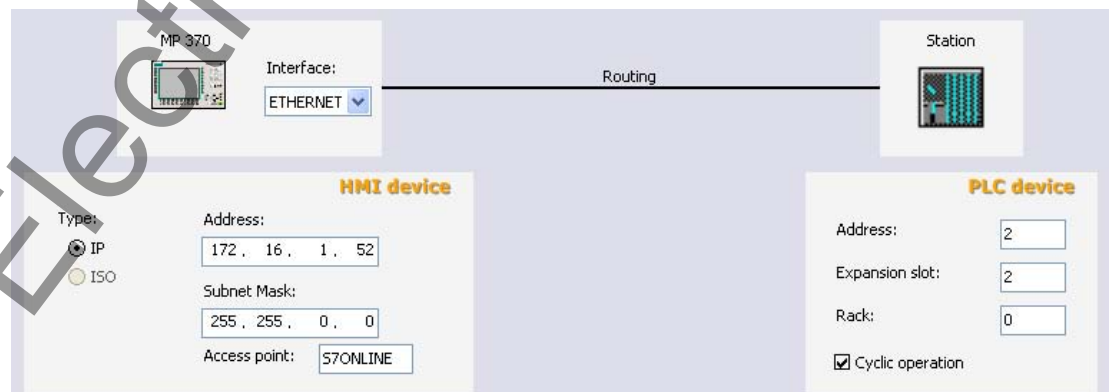 MP 370
Station
Interface:
ETHERNET
Routing
HMI device
Type:
IP
ISO
Address:
172 . 16 . 1 . 52
Subnet Mask:
255 . 255 . 0 . 0
Access point: S7ONLINE
PLC device
Address: 2
Expansion slot: 2
Rack: 0
Cyclic operation
Electi